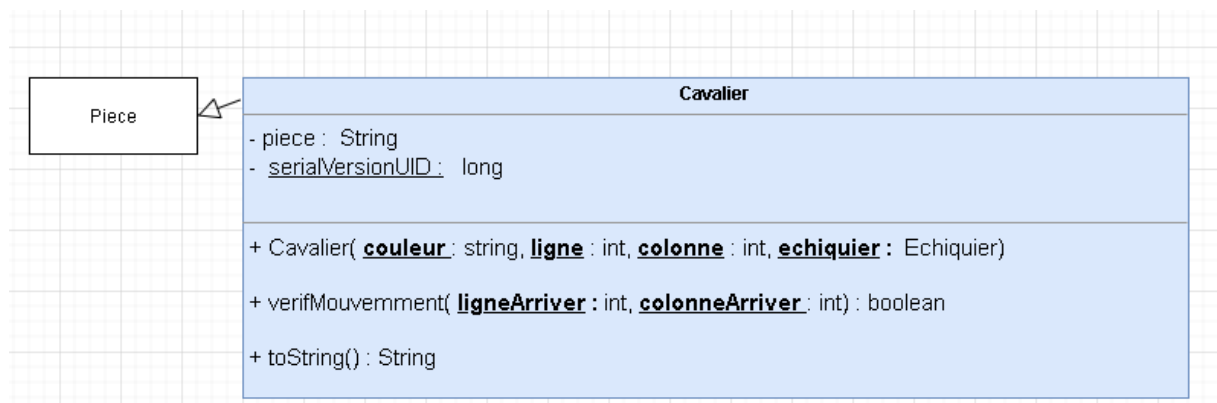 Piece
Cavalier
- piece : String
- serialVersionUID : long
+ Cavalier( couleur : string, ligne : int, colonne : int, echiquier : Echiquier)
+ verifMouvemment( ligneArriver : int, colonneArriver : int) : boolean
+ toString() : String